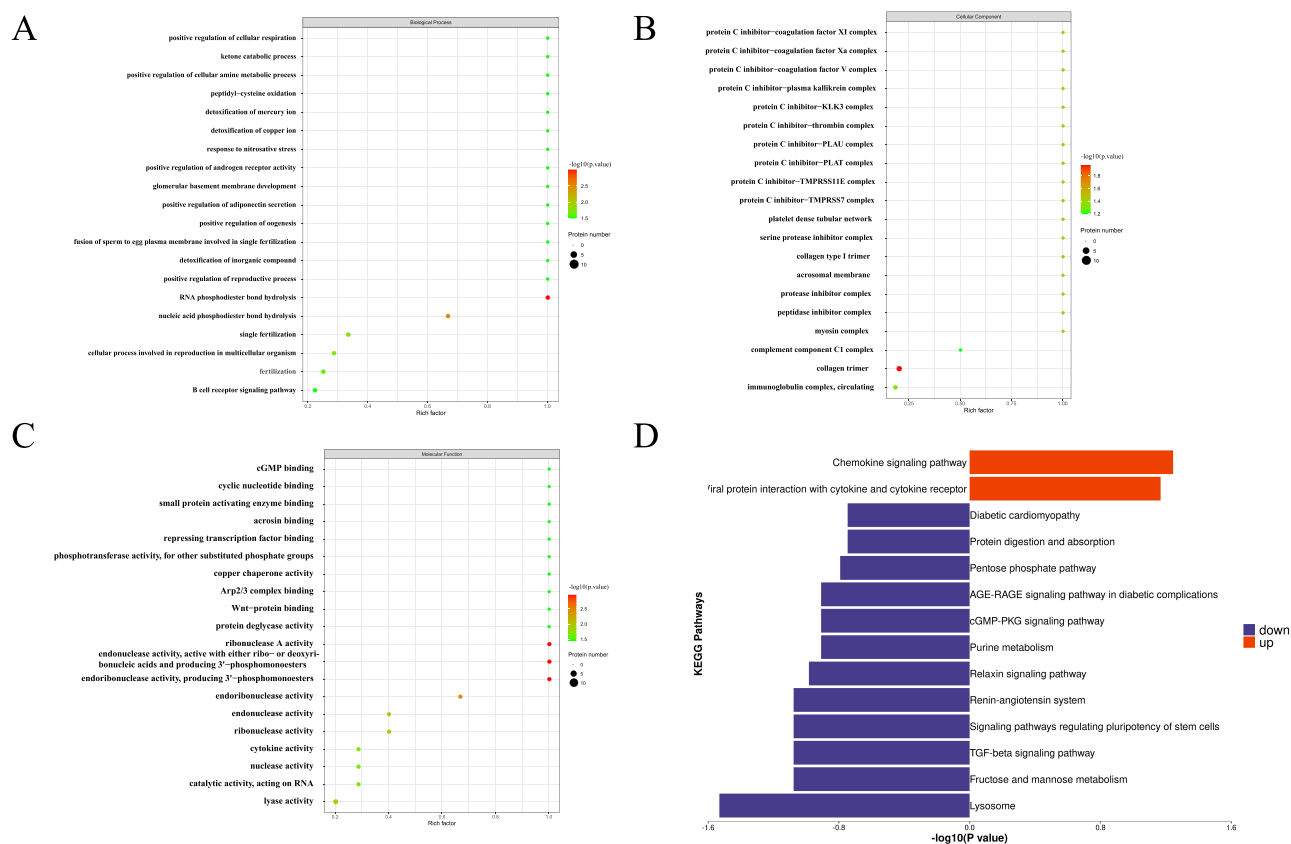 A
Biological Process
positive regulation of cellular respiration
ketone catabolic process
positive regulation of cellular amine metabolic process
peptidyl−cysteine oxidation
detoxification of mercury ion
detoxification of copper ion
response to nitrosative stress
positive regulation of androgen receptor activity
glomerular basement membrane development
positive regulation of adiponectin secretion
positive regulation of oogenesis
fusion of sperm to egg plasma membrane involved in single fertilization
detoxification of inorganic compound
positive regulation of reproductive process
RNA phosphodiester bond hydrolysis
nucleic acid phosphodiester bond hydrolysis
single fertilization
cellular process involved in reproduction in multicellular organism
fertilization
B cell receptor signaling pathway
0.2 0.4 0.6 0.8 1.0
Rich factor
-log10(p.value)
2.5
2.0
1.5
Protein number
0
5
10
B
Cellular Component
protein C inhibitor−coagulation factor XI complex
protein C inhibitor−coagulation factor Xa complex
protein C inhibitor−coagulation factor V complex
protein C inhibitor−plasma kallikrein complex
protein C inhibitor−KLK3 complex
protein C inhibitor−thrombin complex
protein C inhibitor−PLAU complex
protein C inhibitor−PLAT complex
protein C inhibitor−TMPRSS11E complex
protein C inhibitor−TMPRSS7 complex
platelet dense tubular network
serine protease inhibitor complex
collagen type I trimer
acrosomal membrane
protease inhibitor complex
peptidase inhibitor complex
myosin complex
complement component C1 complex
collagen trimer
immunoglobulin complex, circulating
0.25 0.50 0.75 1.00
Rich factor
-log10(p.value)
1.8
1.6
1.4
1.2
Protein number
0
5
10
C
Molecular Function
cGMP binding
cyclic nucleotide binding
small protein activating enzyme binding
acrosin binding
repressing transcription factor binding
phosphotransferase activity, for other substituted phosphate groups
copper chaperone activity
Arp2/3 complex binding
Wnt−protein binding
protein deglycase activity
ribonuclease A activity
endonuclease activity, active with either ribo− or deoxyri-
bonucleic acids and producing 3'−phosphomonoesters
endoribonuclease activity, producing 3'−phosphomonoesters
endoribonuclease activity
endonuclease activity
ribonuclease activity
cytokine activity
nuclease activity
catalytic activity, acting on RNA
lyase activity
0.2 0.4 0.6 0.8 1.0
Rich factor
-log10(p.value)
2.5
2.0
1.5
Protein number
0
5
10
D
KEGG Pathways
Chemokine signaling pathway
iral protein interaction with cytokine and cytokine receptor
Diabetic cardiomyopathy
Protein digestion and absorption
Pentose phosphate pathway
AGE-RAGE signaling pathway in diabetic complications
cGMP-PKG signaling pathway
Purine metabolism
Relaxin signaling pathway
Renin-angiotensin system
Signaling pathways regulating pluripotency of stem cells
TGF-beta signaling pathway
Fructose and mannose metabolism
Lysosome
-1.6 -0.8 0.0 0.8 1.6
-log10(P value)
down
up